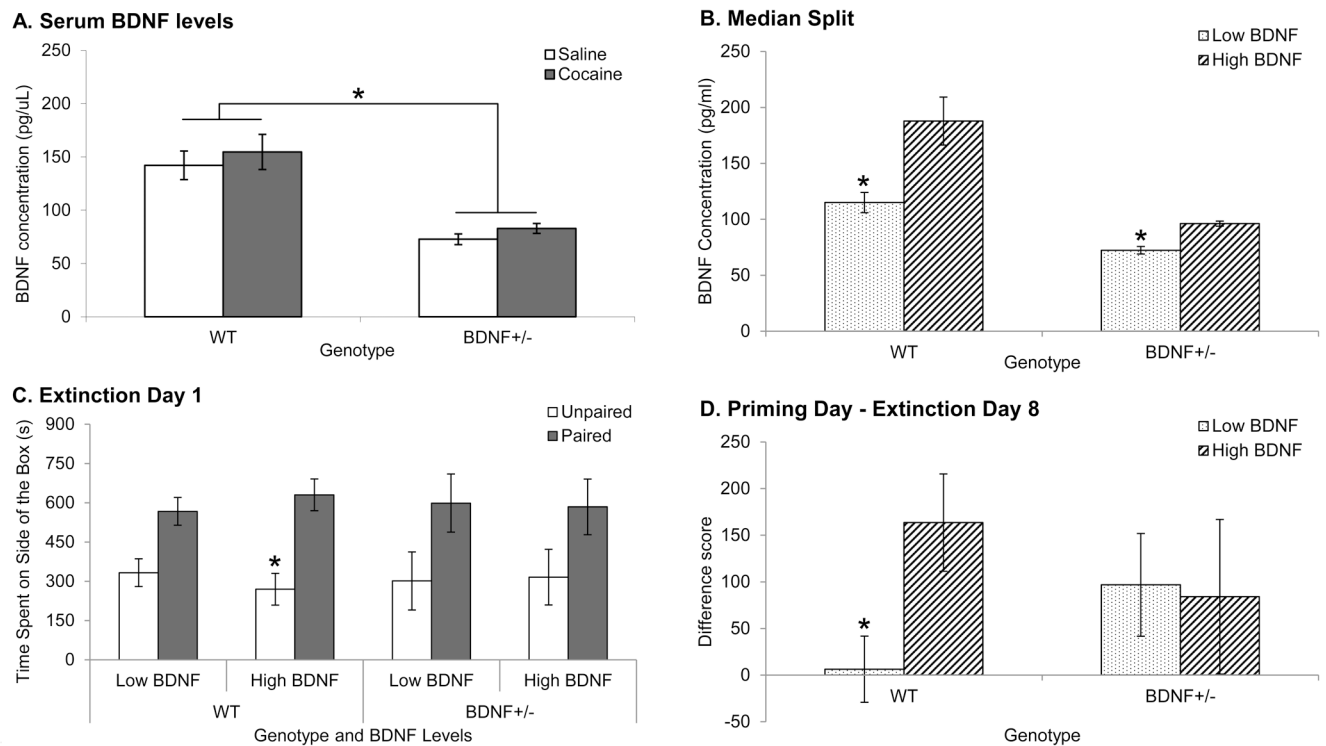 A. Serum BDNF levels
250
200
150
100
50
0
BDNF concentration (pg/uL)
Saline
Cocaine
*
WT
BDNF+/-
Genotype
B. Median Split
250
200
150
100
50
0
BDNF Concentration (pg/ml)
Low BDNF
High BDNF
*
*
WT
BDNF+/-
Genotype
C. Extinction Day 1
900
750
600
450
300
150
0
Time Spent on Side of the Box (s)
Unpaired
Paired
*
Low BDNF
High BDNF
Low BDNF
High BDNF
WT
BDNF+/-
Genotype and BDNF Levels
D. Priming Day - Extinction Day 8
250
200
150
100
50
0
-50
Difference score
Low BDNF
High BDNF
*
WT
BDNF+/-
Genotype